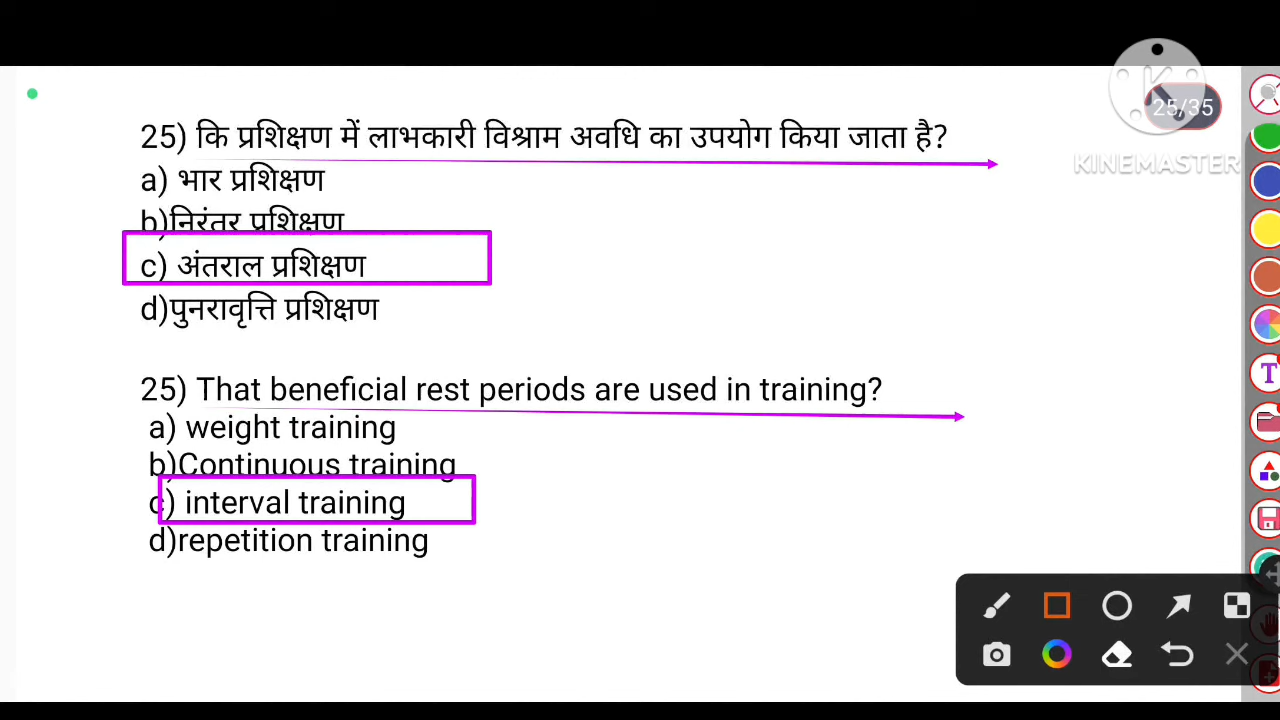 25/35
KINEMASTER
25) कि प्रशिक्षण में लाभकारी विश्राम अवधि का उपयोग किया जाता है?
a) भार प्रशिक्षण
b)निरंतर प्रशिक्षण
c) अंतराल प्रशिक्षण
d)पुनरावृत्ति प्रशिक्षण
25) That beneficial rest periods are used in training?
a) weight training
b)Continuous training
c) interval training
d)repetition training